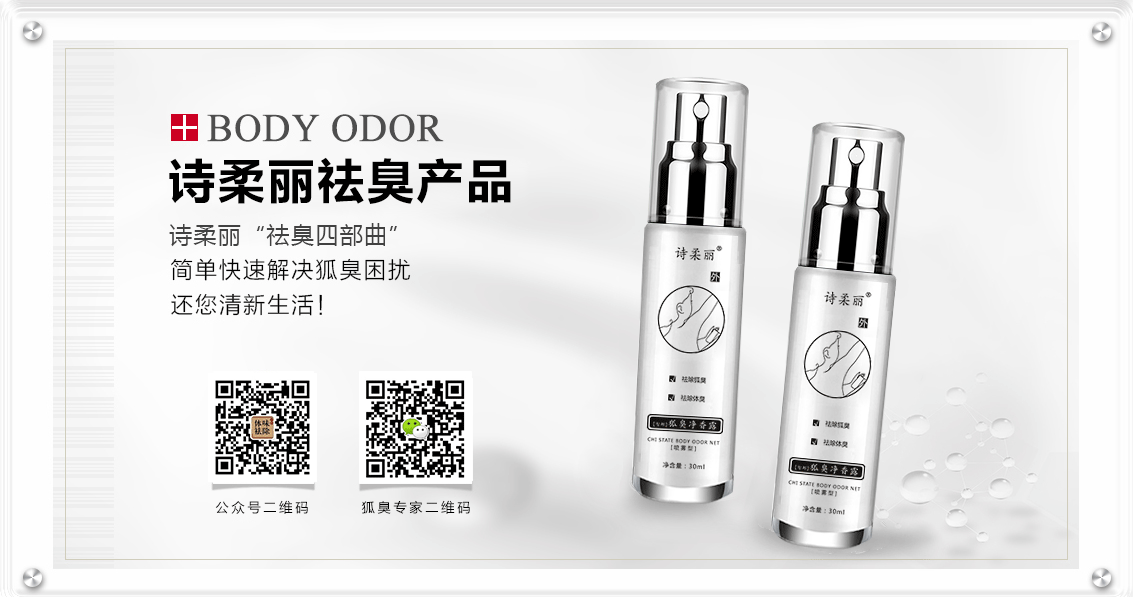 BODY ODOR
诗柔丽祛臭产品
诗柔丽“祛臭四部曲”
简单快速解决狐臭困扰
还您清新生活!
体味
祛除
公众号二维码
狐臭专家二维码
诗柔丽®
外
祛除狐臭
祛除体臭
狐臭净香露
CHI STATE BODY ODOR NET
[喷雾型]
净含量:30ml
诗柔丽®
外
祛除狐臭
祛除体臭
狐臭净香露
CHI STATE BODY ODOR NET
[喷雾型]
净含量:30ml